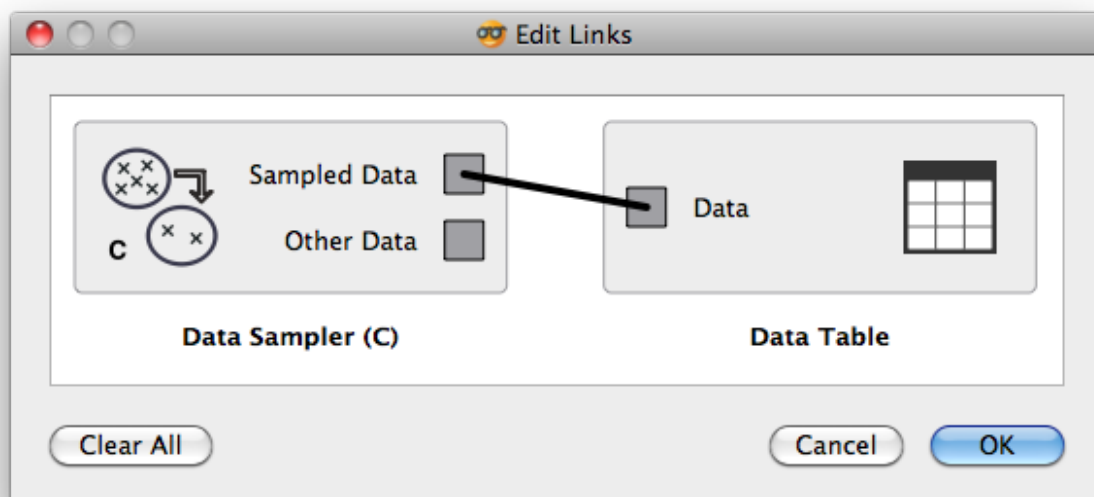 Edit Links
Sampled Data
Other Data
C
Data Sampler (C)
Data
Data Table
Clear All
Cancel
OK